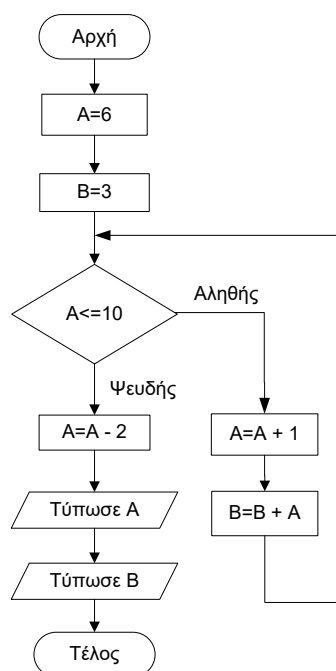 Αρχή
Α=6
Β=3
Α<=10
Αληθής
Ψευδής
Α=Α - 2
Α=Α + 1
Τύπωσε Α
Β=Β + Α
Τύπωσε Β
Τέλος